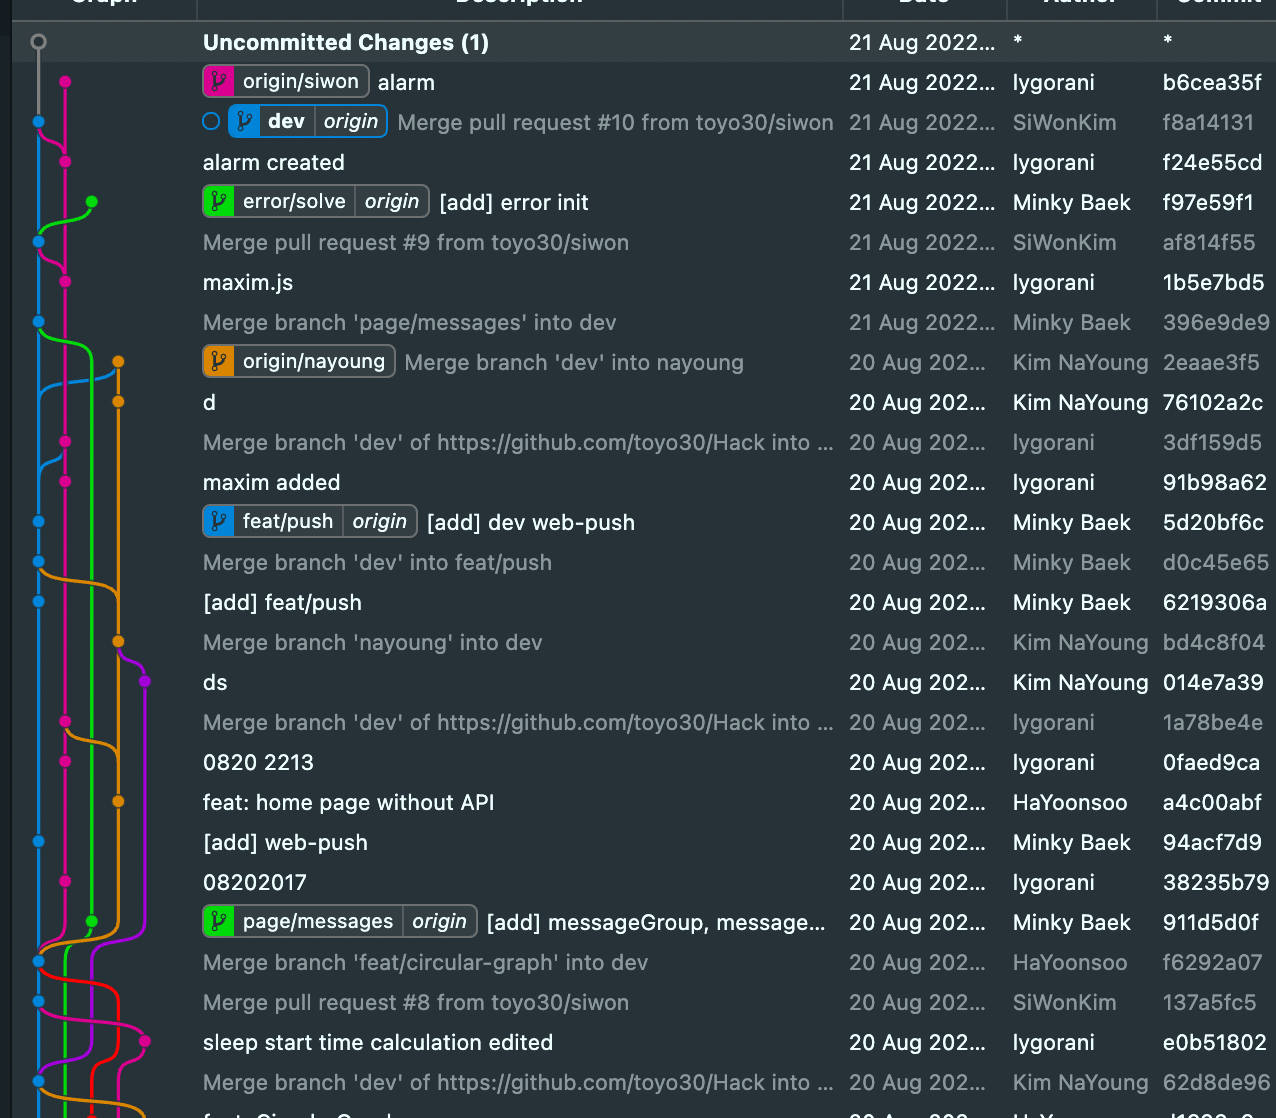 Graph Description Date Author Commit
Uncommitted Changes (1) 21 Aug 2022... * *
origin/siwon alarm 21 Aug 2022... lygorani b6cea35f
dev origin Merge pull request #10 from toyo30/siwon 21 Aug 2022... SiWonKim f8a14131
alarm created 21 Aug 2022... lygorani f24e55cd
error/solve origin [add] error init 21 Aug 2022... Minky Baek f97e59f1
Merge pull request #9 from toyo30/siwon 21 Aug 2022... SiWonKim af814f55
maxim.js 21 Aug 2022... lygorani 1b5e7bd5
Merge branch 'page/messages' into dev 21 Aug 2022... Minky Baek 396e9de9
origin/nayoung Merge branch 'dev' into nayoung 20 Aug 202... Kim NaYoung 2eaae3f5
d 20 Aug 202... Kim NaYoung 76102a2c
Merge branch 'dev' of https://github.com/toyo30/Hack into ... 20 Aug 202... lygorani 3df159d5
maxim added 20 Aug 202... lygorani 91b98a62
feat/push origin [add] dev web-push 20 Aug 202... Minky Baek 5d20bf6c
Merge branch 'dev' into feat/push 20 Aug 202... Minky Baek d0c45e65
[add] feat/push 20 Aug 202... Minky Baek 6219306a
Merge branch 'nayoung' into dev 20 Aug 202... Kim NaYoung bd4c8f04
ds 20 Aug 202... Kim NaYoung 014e7a39
Merge branch 'dev' of https://github.com/toyo30/Hack into ... 20 Aug 202... lygorani 1a78be4e
0820 2213 20 Aug 202... lygorani 0faed9ca
feat: home page without API 20 Aug 202... HaYoonsoo a4c00abf
[add] web-push 20 Aug 202... Minky Baek 94acf7d9
08202017 20 Aug 202... lygorani 38235b79
page/messages origin [add] messageGroup, message... 20 Aug 202... Minky Baek 911d5d0f
Merge branch 'feat/circular-graph' into dev 20 Aug 202... HaYoonsoo f6292a07
Merge pull request #8 from toyo30/siwon 20 Aug 202... SiWonKim 137a5fc5
sleep start time calculation edited 20 Aug 202... lygorani e0b51802
Merge branch 'dev' of https://github.com/toyo30/Hack into ... 20 Aug 202... Kim NaYoung 62d8de96